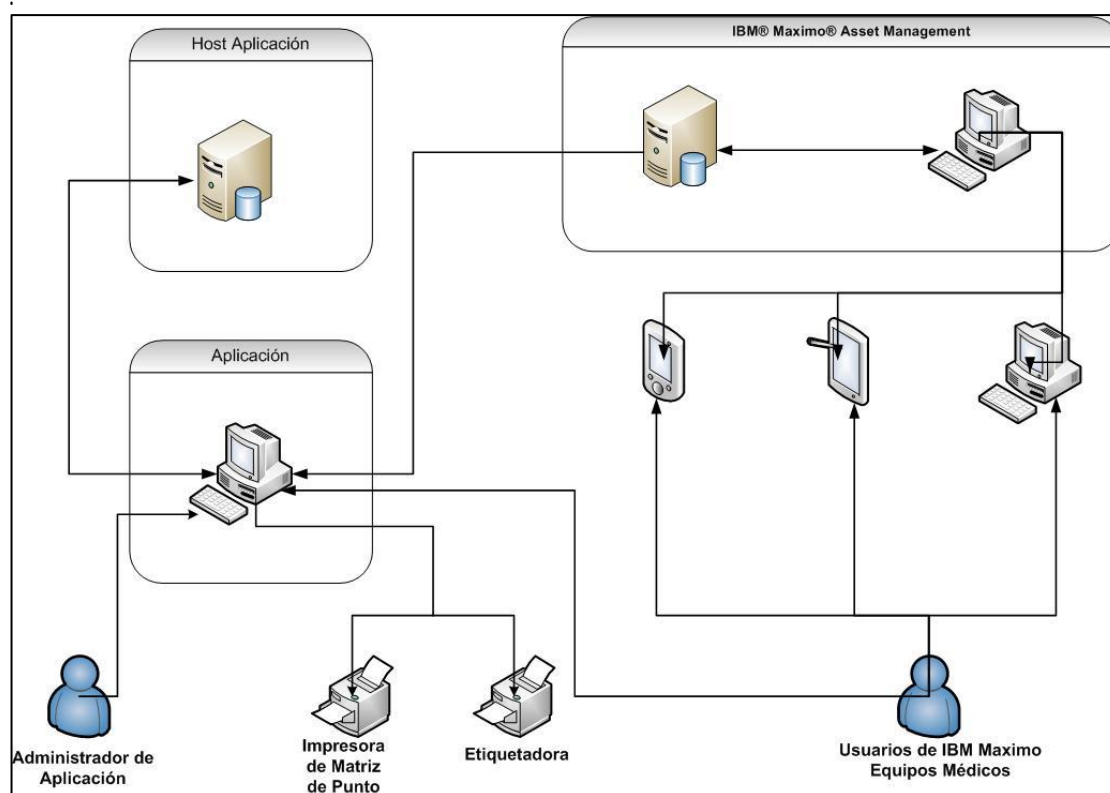 Host Aplicación
IBM® Maximo® Asset Management
Aplicación
Administrador de
Aplicación
Impresora
de Matriz
de Punto
Etiquetadora
Usuarios de IBM Maximo
Equipos Médicos